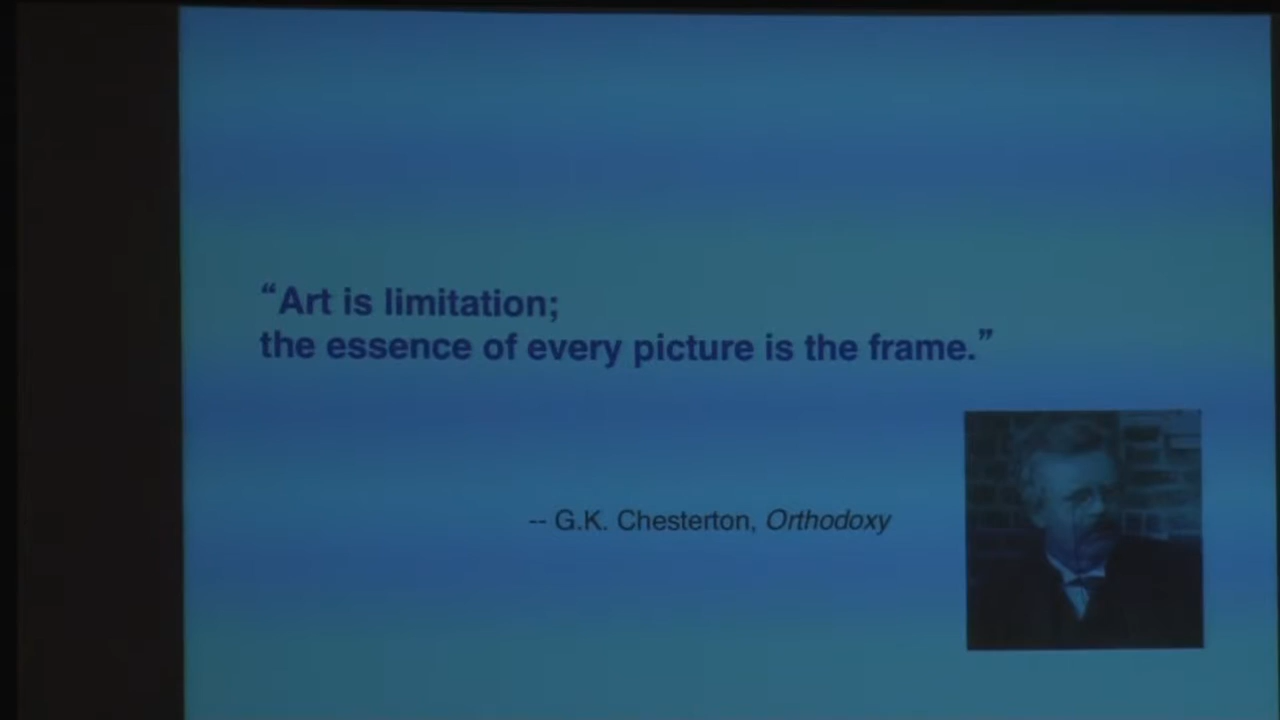 “Art is limitation;
the essence of every picture is the frame.”
-- G.K. Chesterton, Orthodoxy